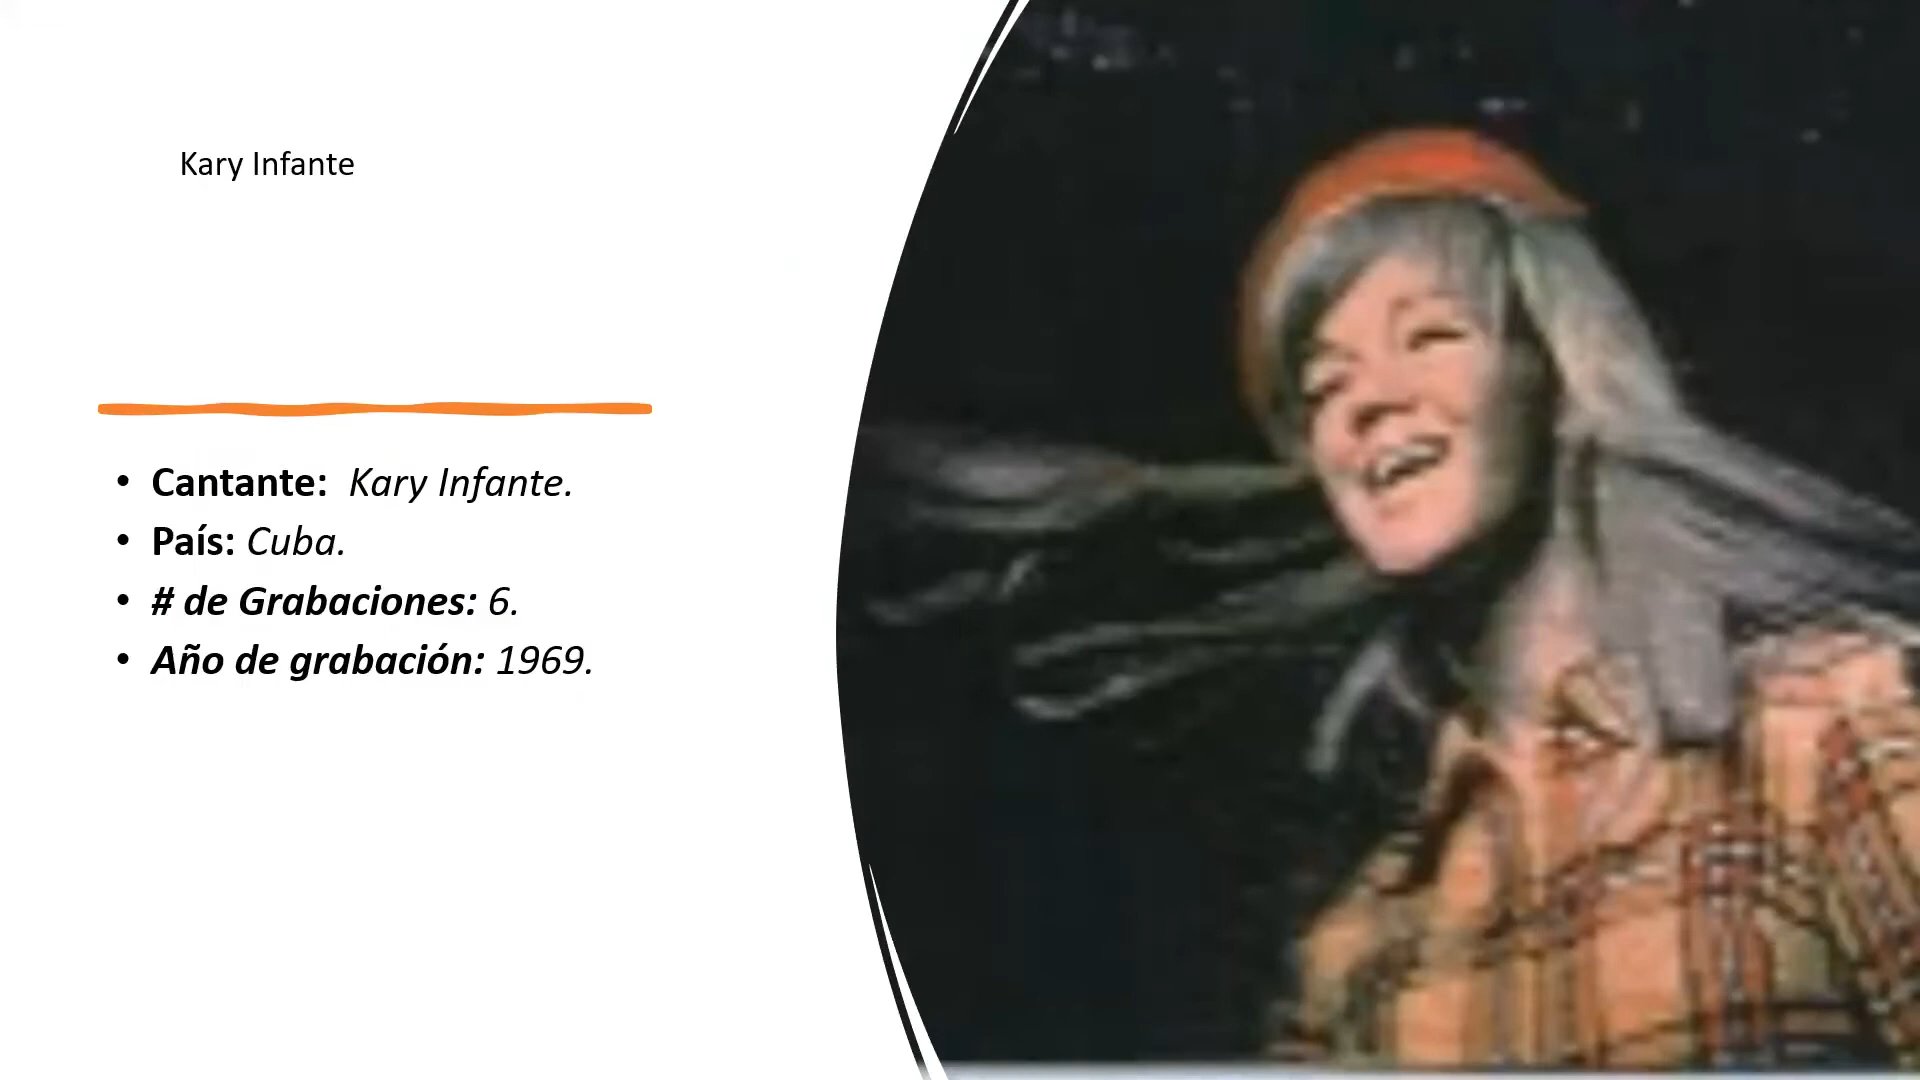 Kary Infante
• Cantante: Kary Infante.
• País: Cuba.
• # de Grabaciones: 6.
• Año de grabación: 1969.